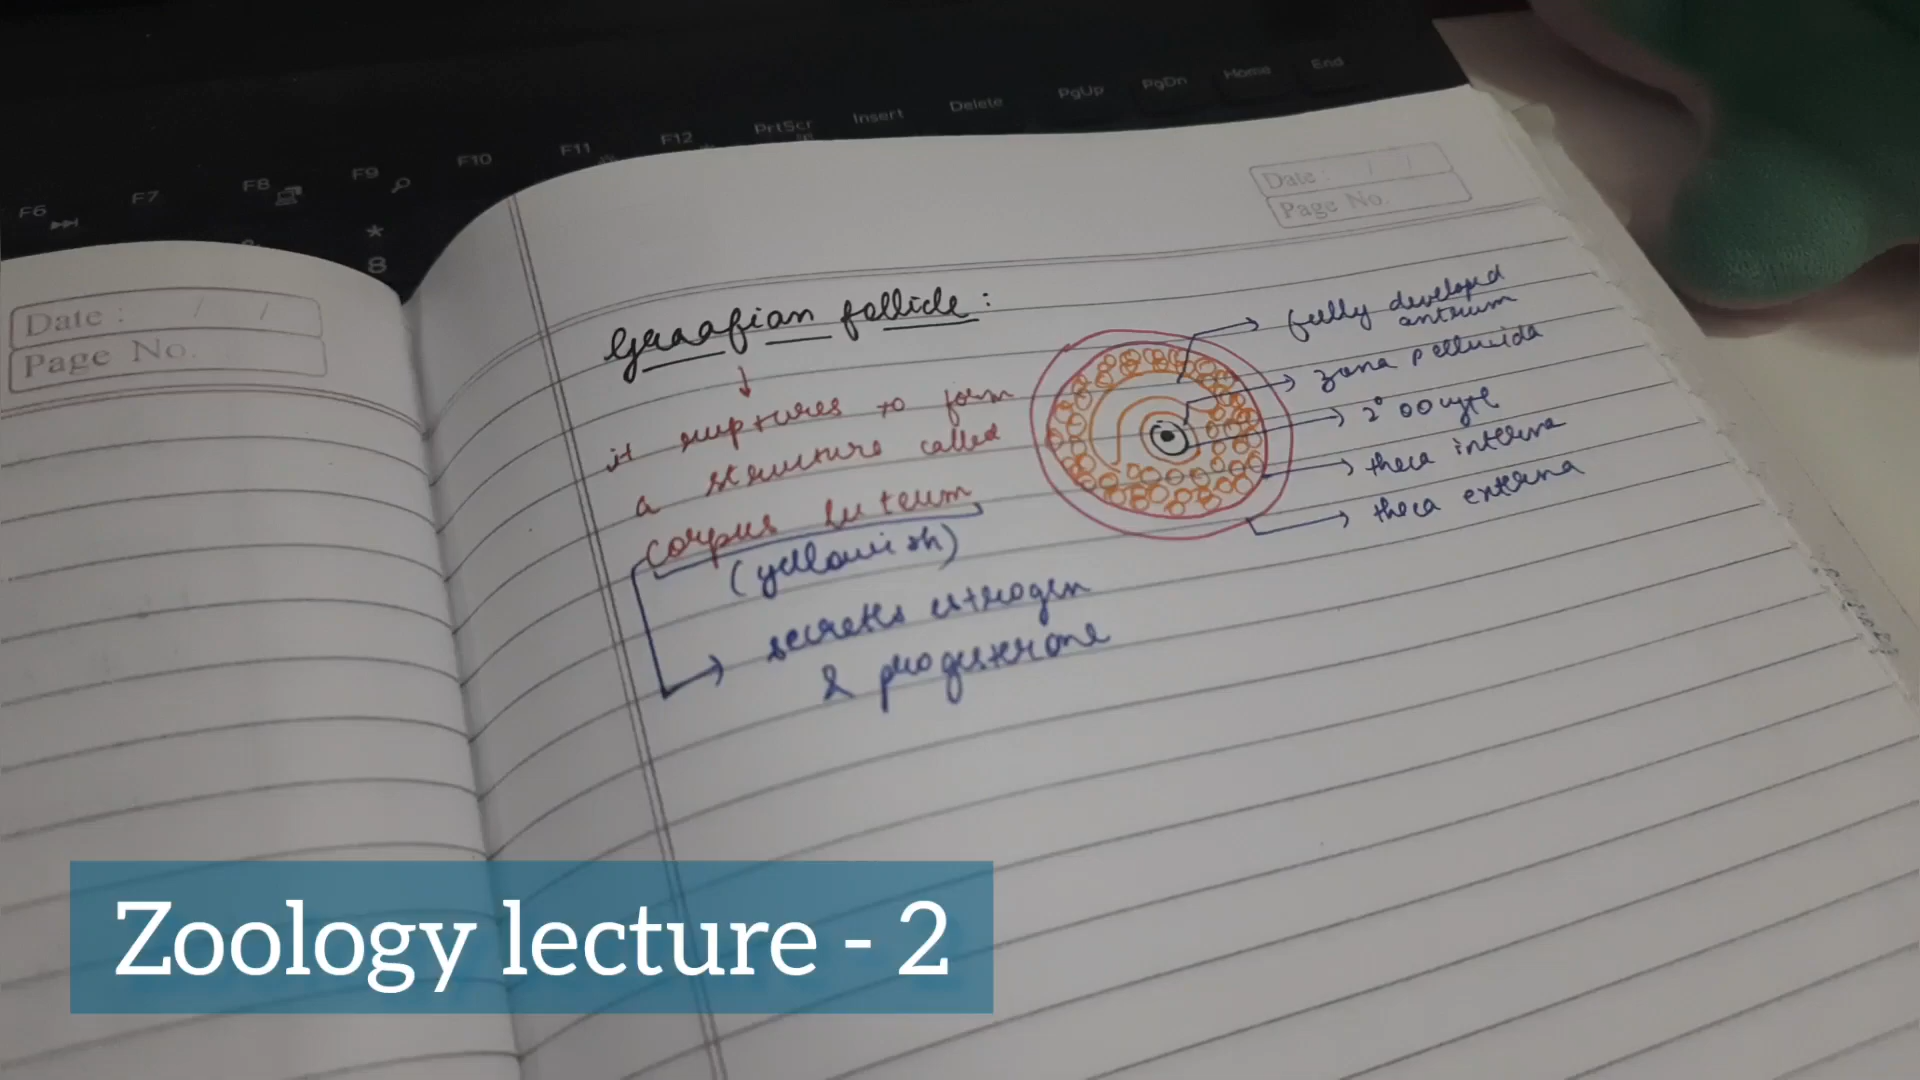 F6
F7
F8
F9
F10
F11
F12
PrtScr
Insert
Delete
PgUp
PgDn
Home
End
*
8
Date : / /
Page No.
Date : / /
Page No.
Graafian follicle :
it ruptures to form
a structure called
corpus luteum
(yellowish)
secretes estrogen
& progesterone
fully developed
antrum
zona pellucida
2° oocyte
theca interna
theca externa
Zoology lecture - 2